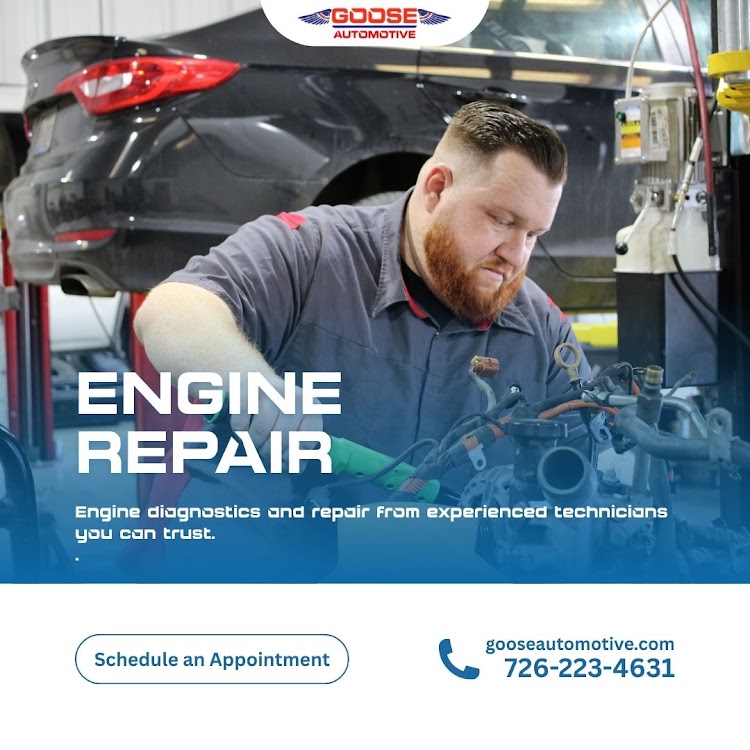 GOOSE
AUTOMOTIVE
ENGINE
REPAIR
Engine diagnostics and repair from experienced technicians
you can trust.
.
Schedule an Appointment
gooseautomotive.com
726-223-4631